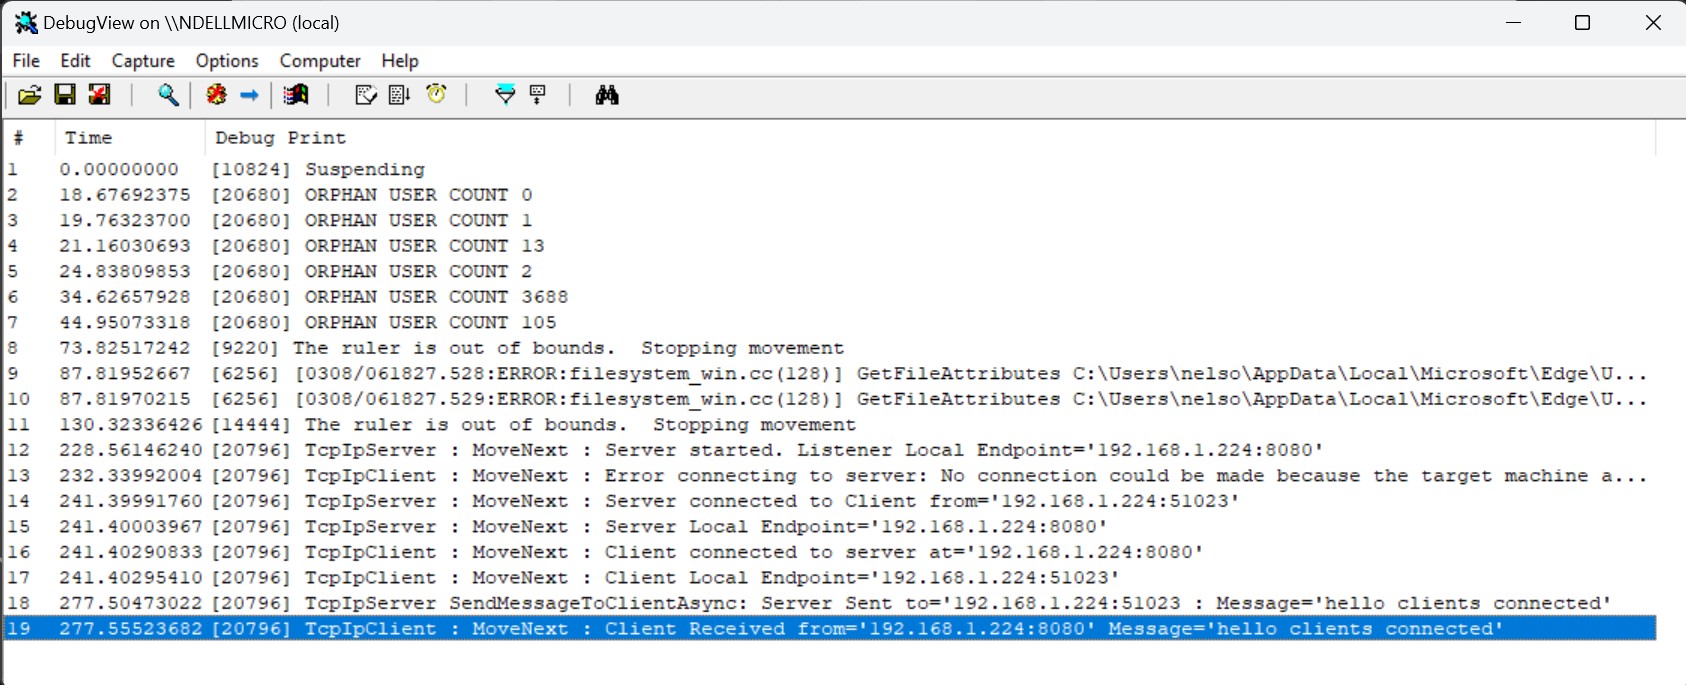 DebugView on \\NDELLMICRO (local)
File Edit Capture Options Computer Help
# Time Debug Print
1 0.00000000 [10824] Suspending
2 18.67692375 [20680] ORPHAN USER COUNT 0
3 19.76323700 [20680] ORPHAN USER COUNT 1
4 21.16030693 [20680] ORPHAN USER COUNT 13
5 24.83809853 [20680] ORPHAN USER COUNT 2
6 34.62657928 [20680] ORPHAN USER COUNT 3688
7 44.95073318 [20680] ORPHAN USER COUNT 105
8 73.82517242 [9220] The ruler is out of bounds.  Stopping movement
9 87.81952667 [6256] [0308/061827.528:ERROR:filesystem_win.cc(128)] GetFileAttributes C:\Users\nelso\AppData\Local\Microsoft\Edge\U...
10 87.81970215 [6256] [0308/061827.529:ERROR:filesystem_win.cc(128)] GetFileAttributes C:\Users\nelso\AppData\Local\Microsoft\Edge\U...
11 130.32336426 [14444] The ruler is out of bounds.  Stopping movement
12 228.56146240 [20796] TcpIpServer : MoveNext : Server started. Listener Local Endpoint='192.168.1.224:8080'
13 232.33992004 [20796] TcpIpClient : MoveNext : Error connecting to server: No connection could be made because the target machine a...
14 241.39991760 [20796] TcpIpServer : MoveNext : Server connected to Client from='192.168.1.224:51023'
15 241.40003967 [20796] TcpIpServer : MoveNext : Server Local Endpoint='192.168.1.224:8080'
16 241.40290833 [20796] TcpIpClient : MoveNext : Client connected to server at='192.168.1.224:8080'
17 241.40295410 [20796] TcpIpClient : MoveNext : Client Local Endpoint='192.168.1.224:51023'
18 277.50473022 [20796] TcpIpServer SendMessageToClientAsync: Server Sent to='192.168.1.224:51023 : Message='hello clients connected'
19 277.55523682 [20796] TcpIpClient : MoveNext : Client Received from='192.168.1.224:8080' Message='hello clients connected'